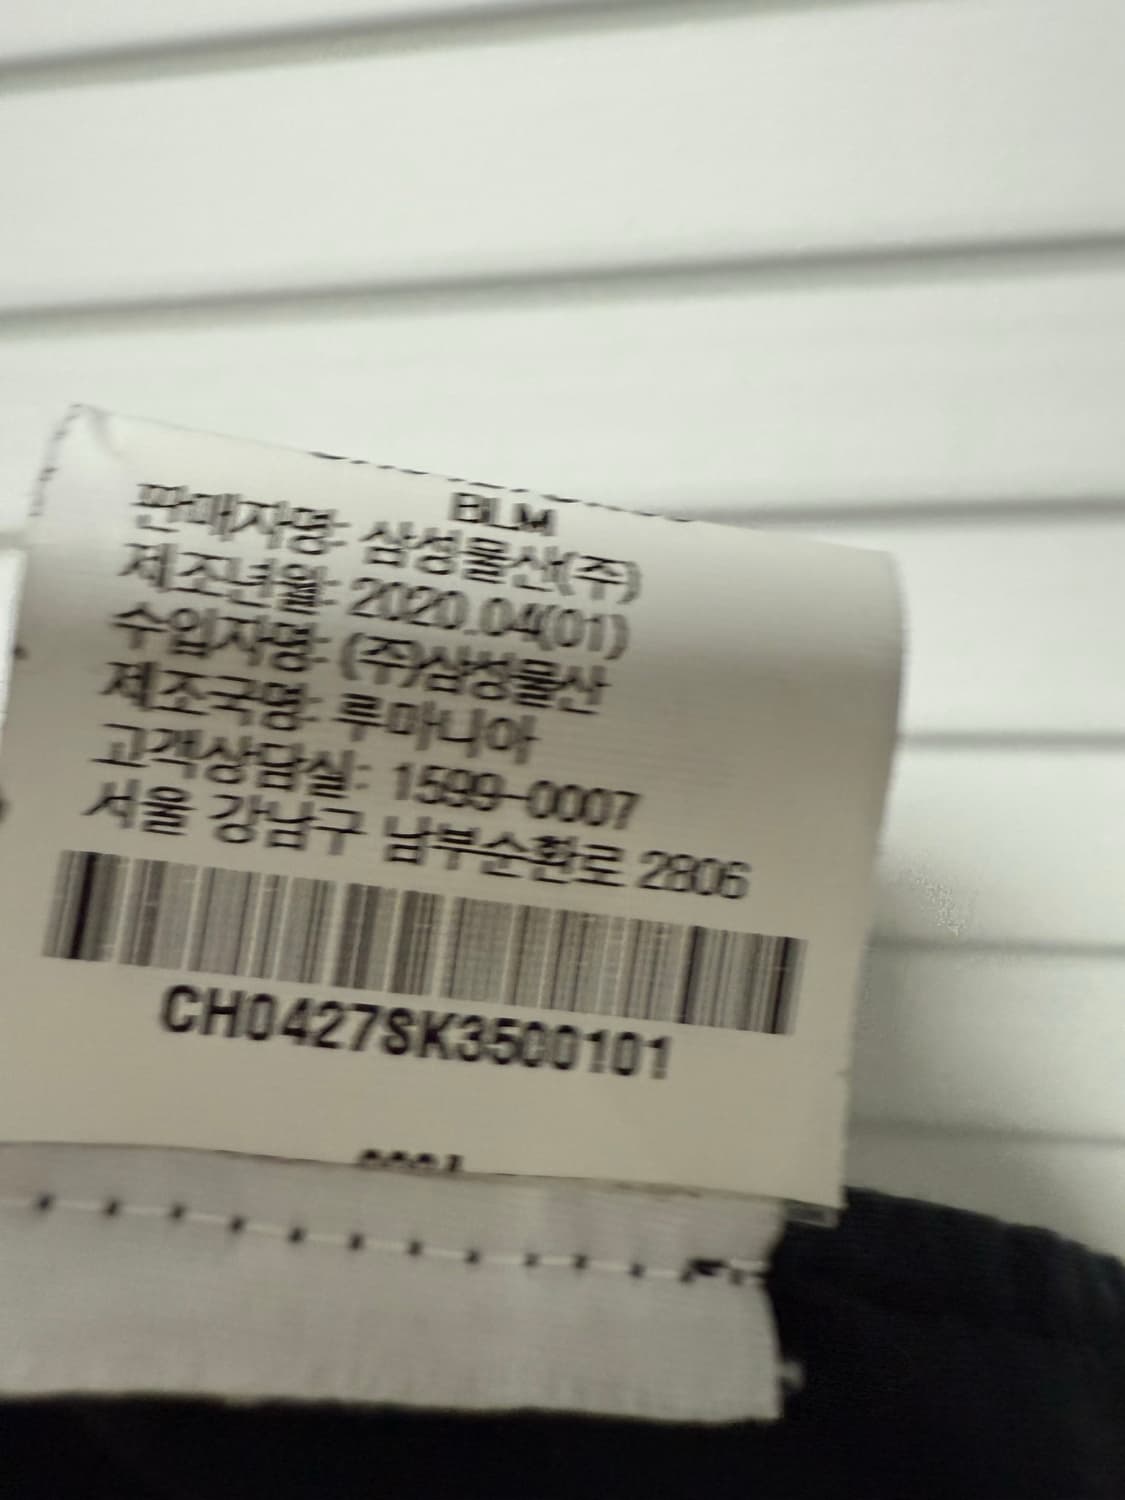 BLM
판매자명: 삼성물산(주)
제조년월: 2020.04(01)
수입자명: (주)삼성물산
제조국명: 루마니아
고객상담실: 1599-0007
서울 강남구 남부순환로 2806
CH0427SK3500101